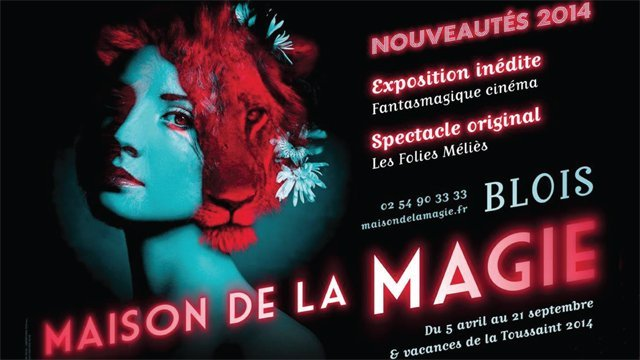 NOUVEAUTÉS 2014
Exposition inédite
Fantasmagique cinéma
Spectacle original
Les Folies Méliès
02 54 90 33 33
maisondelamagie.fr
BLOIS
MAISON DE LA MAGIE
Du 5 avril au 21 septembre
& vacances de la Toussaint 2014